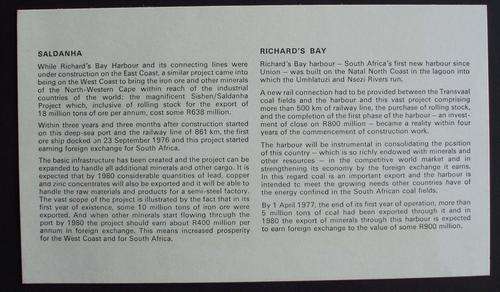 SALDANHA
While Richard's Bay Harbour and its connecting lines were
under construction on the East Coast, a similar project came into
being on the West Coast to bring the iron ore and other minerals
of the North-Western Cape within reach of the industrial
countries of the world: the magnificent Sishen/Saldanha
Project which, inclusive of rolling stock for the export of
18 million tons of ore per annum, cost some R638 million.
Within three years and three months after construction started
on this deep-sea port and the railway line of 861 km, the first
ore ship docked on 23 September 1976 and this project started
earning foreign exchange for South Africa.
The basic infrastructure has been created and the project can be
expanded to handle all additional minerals and other cargo. It is
expected that by 1980 considerable quantities of lead, copper
and zinc concentrates will also be exported and it will be able to
handle the raw materials and products for a semi-steel factory.
The vast scope of the project is illustrated by the fact that in its
first year of existence, some 10 million tons of iron ore were
exported. And when other minerals start flowing through the
port by 1980 the project should earn about R400 million per
annum in foreign exchange. This means increased prosperity
for the West Coast and for South Africa.
RICHARD'S BAY
Richard's Bay harbour – South Africa's first new harbour since
Union – was built on the Natal North Coast in the lagoon into
which the Umhlatuzi and Nsezi Rivers run.
A new rail connection had to be provided between the Transvaal
coal fields and the harbour and this vast project comprising
more than 500 km of railway line, the purchase of rolling stock,
and the completion of the first phase of the harbour – an invest-
ment of close on R800 million – became a reality within four
years of the commencement of construction work.
The harbour will be instrumental in consolidating the position
of this country – which is so richly endowed with minerals and
other resources – in the competitive world market and in
strengthening its economy by the foreign exchange it earns.
In this regard coal is an important export and the harbour is
intended to meet the growing needs other countries have of
the energy confined in the South African coal fields.
By 1 April 1977, the end of its first year of operation, more than
5 million tons of coal had been exported through it and in
1980 the export of minerals through this harbour is expected
to earn foreign exchange to the value of some R900 million.